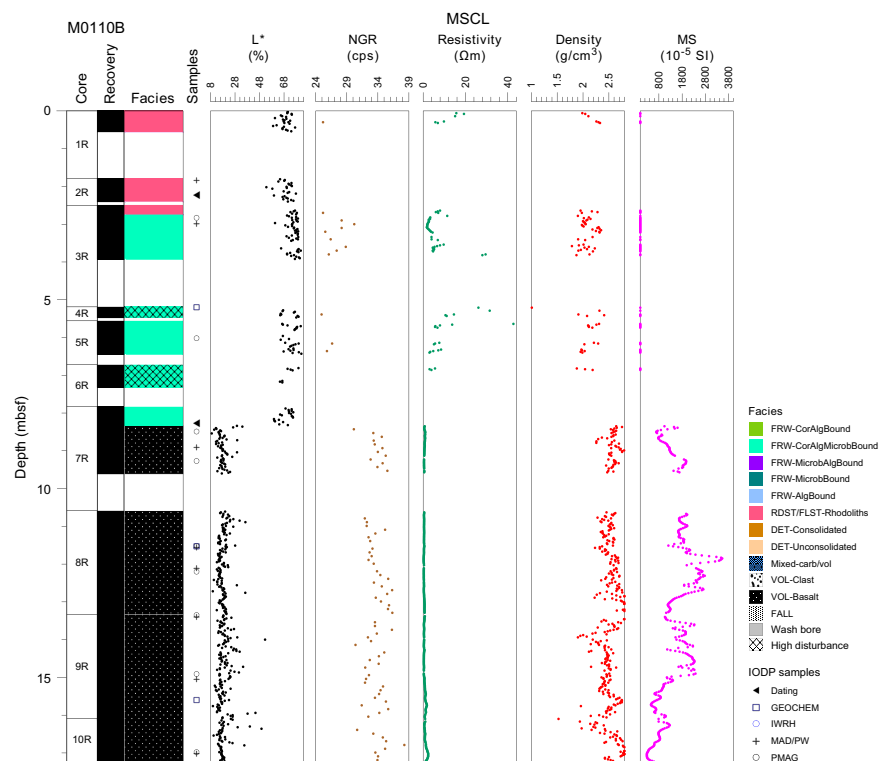 MSCL
M0110B
Core
Recovery
Facies
Samples
L*
(%)
NGR
(cps)
Resistivity
(Ωm)
Density
(g/cm³)
MS
(10⁻⁵ SI)
8 28 48 68
24 29 34 39
0 20 40
1 1.5 2 2.5
800 1800 2800 3800
Depth (mbsf)
0
5
10
15
1R
2R
3R
4R
5R
6R
7R
8R
9R
10R
Facies
FRW-CorAlgBound
FRW-CorAlgMicrobBound
FRW-MicrobAlgBound
FRW-MicrobBound
FRW-AlgBound
RDST/FLST-Rhodoliths
DET-Consolidated
DET-Unconsolidated
Mixed-carb/vol
VOL-Clast
VOL-Basalt
FALL
Wash bore
High disturbance
IODP samples
Dating
GEOCHEM
IWRH
MAD/PW
PMAG